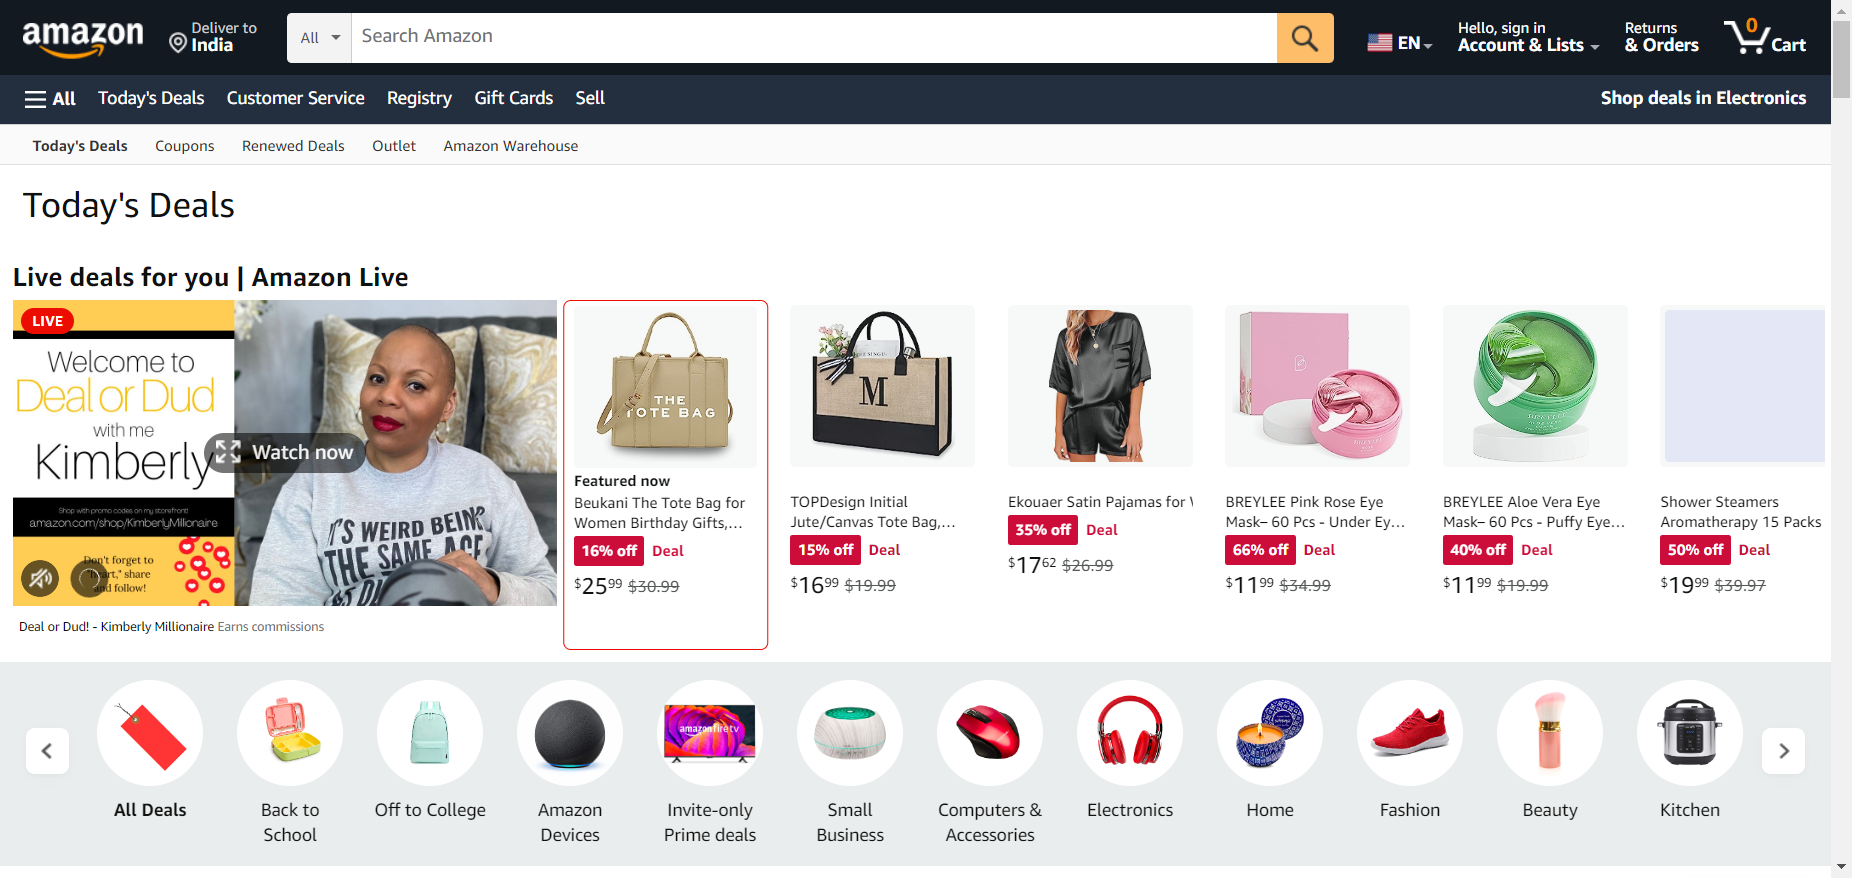 amazon
Deliver to
India
All
Search Amazon
EN
Hello, sign in
Account & Lists
Returns
& Orders
0
Cart
All
Today's Deals
Customer Service
Registry
Gift Cards
Sell
Shop deals in Electronics
Today's Deals
Coupons
Renewed Deals
Outlet
Amazon Warehouse
Today's Deals
Live deals for you | Amazon Live
LIVE
Welcome to
Deal or Dud
with me
Kimberly
Watch now
Shop with promo codes on my storefront!
amazon.com/shop/KimberlyMillionaire
Don't forget to
"heart," share
and follow!
IT'S WEIRD BEING
THE SAME AGE
Deal or Dud! - Kimberly Millionaire Earns commissions
THE
TOTE BAG
Featured now
Beukani The Tote Bag for
Women Birthday Gifts,...
16% off Deal
$25.99 $30.99
M
TOPDesign Initial
Jute/Canvas Tote Bag,...
15% off Deal
$16.99 $19.99
Ekouaer Satin Pajamas for
35% off Deal
$17.62 $26.99
BREYLEE
BREYLEE Pink Rose Eye
Mask– 60 Pcs - Under Ey...
66% off Deal
$11.99 $34.99
BREYLEE
BREYLEE Aloe Vera Eye
Mask– 60 Pcs - Puffy Eye...
40% off Deal
$11.99 $19.99
Shower Steamers
Aromatherapy 15 Packs
50% off Deal
$19.99 $39.97
All Deals
Back to
School
Off to College
Amazon
Devices
amazon fire tv
Invite-only
Prime deals
Small
Business
Computers &
Accessories
Electronics
Home
Fashion
Beauty
Kitchen